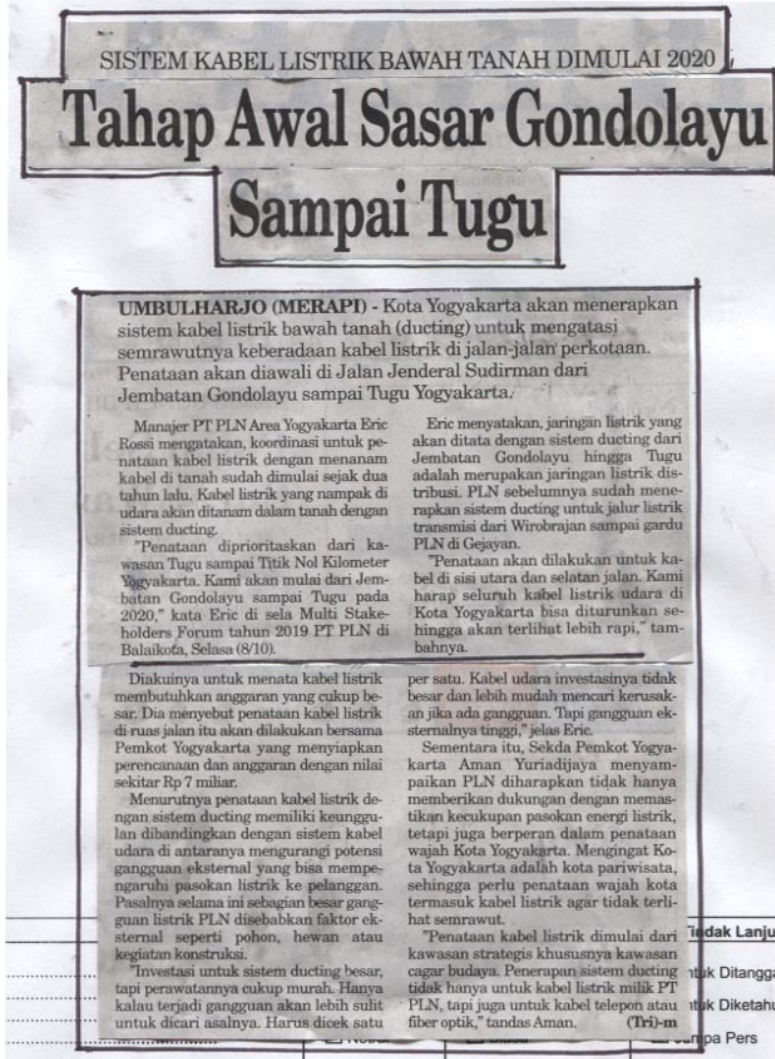 SISTEM KABEL LISTRIK BAWAH TANAH DIMULAI 2020
Tahap Awal Sasar Gondolayu
Sampai Tugu
UMBULHARJO (MERAPI) - Kota Yogyakarta akan menerapkan
sistem kabel listrik bawah tanah (ducting) untuk mengatasi
semrawutnya keberadaan kabel listrik di jalan-jalan perkotaan.
Penataan akan diawali di Jalan Jenderal Sudirman dari
Jembatan Gondolayu sampai Tugu Yogyakarta.
Manajer PT PLN Area Yogyakarta Eric
Rossi mengatakan, koordinasi untuk pe-
nataan kabel listrik dengan menanam
kabel di tanah sudah dimulai sejak dua
tahun lalu. Kabel listrik yang nampak di
udara akan ditanam dalam tanah dengan
sistem ducting.
"Penataan diprioritaskan dari ka-
wasan Tugu sampai Titik Nol Kilometer
Yogyakarta. Kami akan mulai dari Jem-
batan Gondolayu sampai Tugu pada
2020," kata Eric di sela Multi Stake-
holders Forum tahun 2019 PT PLN di
Balaikota, Selasa (8/10).
Eric menyatakan, jaringan listrik yang
akan ditata dengan sistem ducting dari
Jembatan Gondolayu hingga Tugu
adalah merupakan jaringan listrik dis-
tribusi. PLN sebelumnya sudah mene-
rapkan sistem ducting untuk jalur listrik
transmisi dari Wirobrajan sampai gardu
PLN di Gejayan.
"Penataan akan dilakukan untuk ka-
bel di sisi utara dan selatan jalan. Kami
harap seluruh kabel listrik udara di
Kota Yogyakarta bisa diturunkan se-
hingga akan terlihat lebih rapi," tam-
bahnya.
Diakuinya untuk menata kabel listrik
membutuhkan anggaran yang cukup be-
sar. Dia menyebut penataan kabel listrik
di ruas jalan itu akan dilakukan bersama
Pemkot Yogyakarta yang menyiapkan
perencanaan dan anggaran dengan nilai
sekitar Rp 7 miliar.
Menurutnya penataan kabel listrik de-
ngan sistem ducting memiliki keunggu-
lan dibandingkan dengan sistem kabel
udara di antaranya mengurangi potensi
gangguan eksternal yang bisa mempe-
ngaruhi pasokan listrik ke pelanggan.
Pasalnya selama ini sebagian besar gang-
guan listrik PLN disebabkan faktor ek-
sternal seperti pohon, hewan atau
kegiatan konstruksi.
"Investasi untuk sistem ducting besar,
tapi perawatannya cukup murah. Hanya
kalau terjadi gangguan akan lebih sulit
untuk dicari asalnya. Harus dicek satu
per satu. Kabel udara investasinya tidak
besar dan lebih mudah mencari kerusak-
an jika ada gangguan. Tapi gangguan ek-
sternalnya tinggi," jelas Eric.
Sementara itu, Sekda Pemkot Yogya-
karta Aman Yuriadijaya menyam-
paikan PLN diharapkan tidak hanya
memberikan dukungan dengan memas-
tikan kecukupan pasokan energi listrik,
tetapi juga berperan dalam penataan
wajah Kota Yogyakarta. Mengingat Ko-
ta Yogyakarta adalah kota pariwisata,
sehingga perlu penataan wajah kota
termasuk kabel listrik agar tidak terli-
hat semrawut.
"Penataan kabel listrik dimulai dari
kawasan strategis khususnya kawasan
cagar budaya. Penerapan sistem ducting
tidak hanya untuk kabel listrik milik PT
PLN, tapi juga untuk kabel telepon atau
fiber optik," tandas Aman. (Tri)-m
Tindak Lanju
tuk Ditangga
tuk Diketahu
mpa Pers